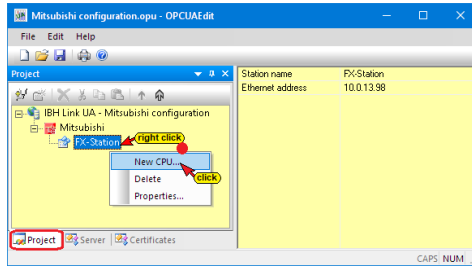 Mitsubishi configuration.opu - OPCUAEdit
File Edit Help
Project
Station name FX-Station
Ethernet address 10.0.13.98
IBH Link UA - Mitsubishi configuration
Mitsubishi
FX-Station
right click
New CPU...
click
Delete
Properties...
Project Server Certificates
CAPS NUM